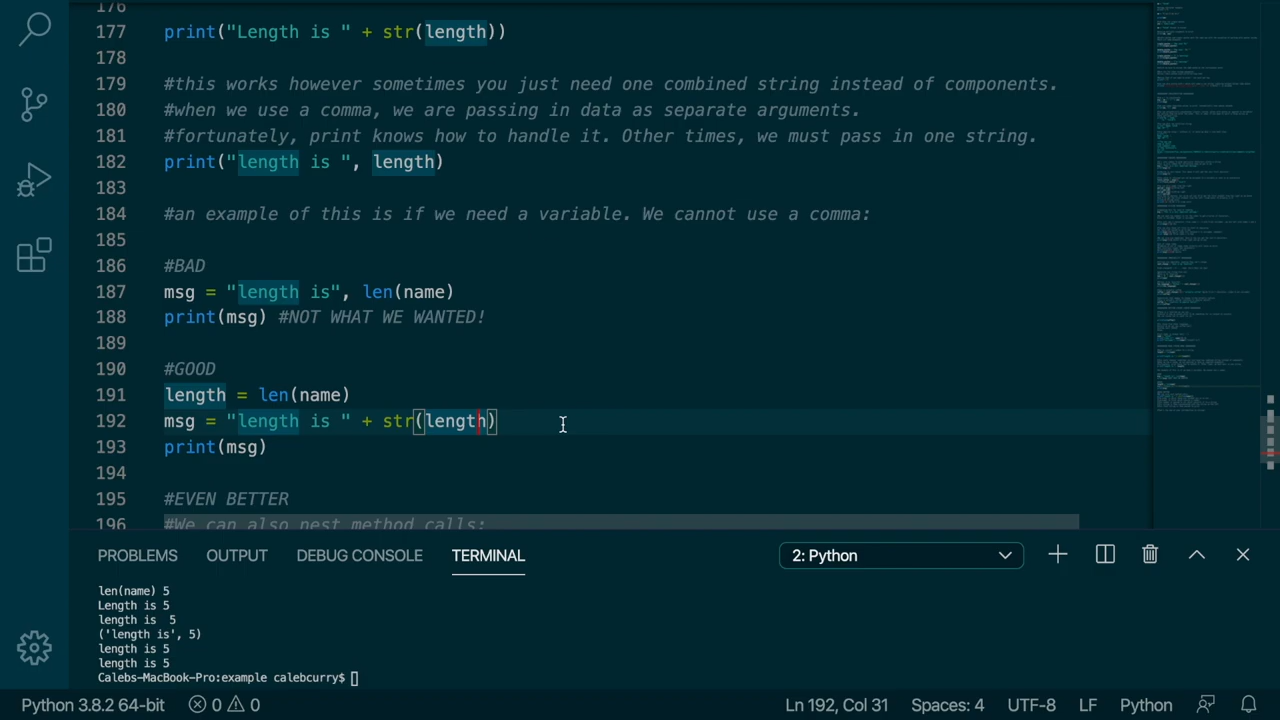 176
177 print("Length is " + str(length))
178
179 #this works, never sometimes we just need one combined string instead of components.
180 #when we use a comma, we are passing in data as separate arguments.
181 #fortunately, print knows how to handle it. Other times, we must pass in one string.
182 print("length is ", length)
183
184 #an example of this is if we need a variable. We cannot use a comma:
185
186 #BAD
187 msg = "length is", len(name)
188 print(msg) #NOT WHAT WE WANTED!
189
190 #GOOD
191 length = len(name)
192 msg = "length is " + str(length)
193 print(msg)
194
195 #EVEN BETTER
196 #We can also nest method calls:
PROBLEMS OUTPUT DEBUG CONSOLE TERMINAL 2: Python
len(name) 5
Length is 5
length is  5
('length is', 5)
length is 5
length is 5
Calebs-MacBook-Pro:example calebcurry$
Python 3.8.2 64-bit 0 0 Ln 192, Col 31 Spaces: 4 UTF-8 LF Python